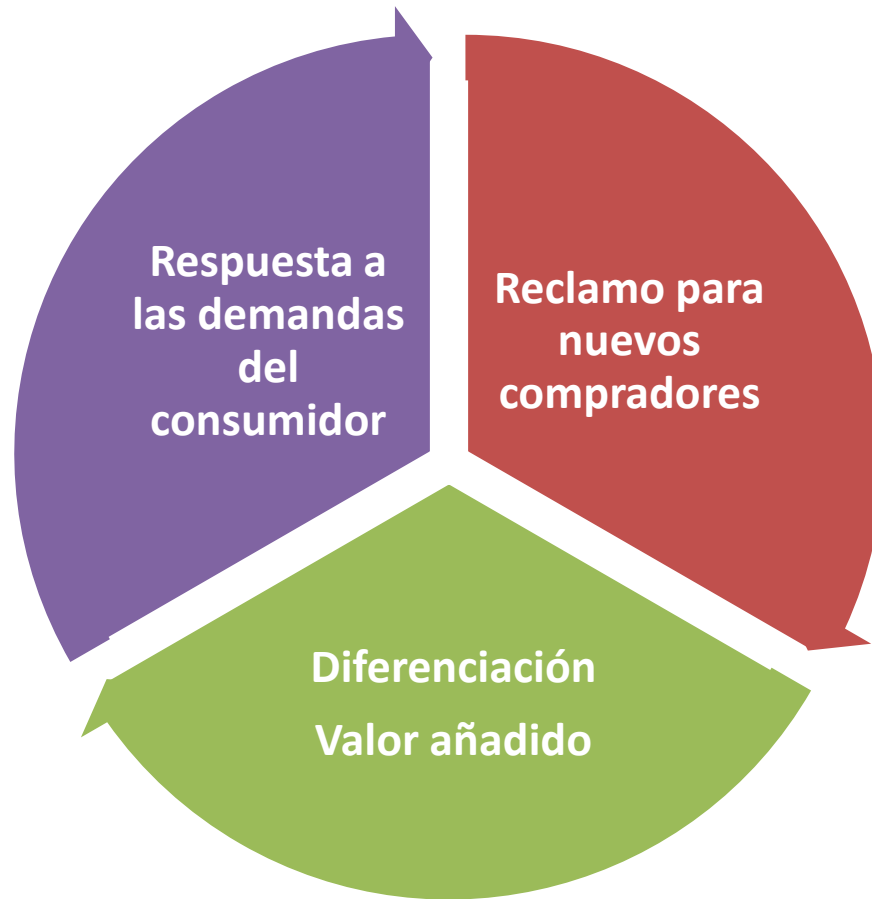 Respuesta a
las demandas
del
consumidor
Reclamo para
nuevos
compradores
Diferenciación
Valor añadido